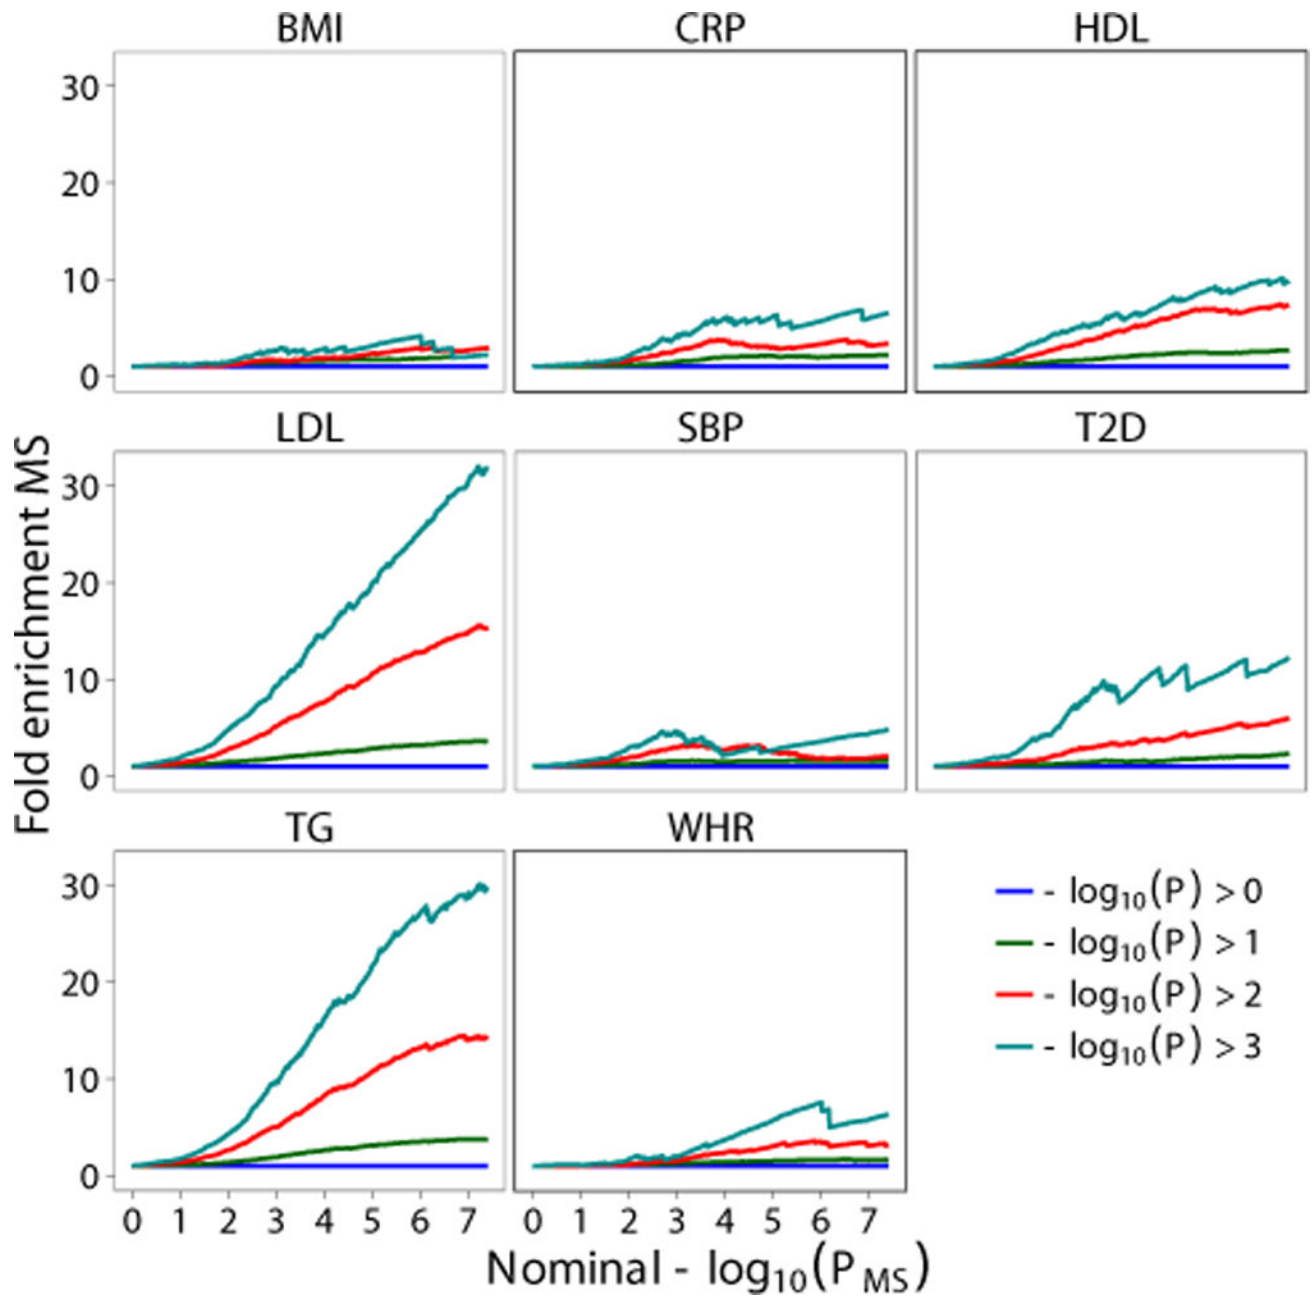 BMI CRP HDL
30
20
10
0
LDL SBP T2D
30
20
10
0
Fold enrichment MS
TG WHR
30
20
10
0
- log10(P) > 0
- log10(P) > 1
- log10(P) > 2
- log10(P) > 3
0 1 2 3 4 5 6 7 0 1 2 3 4 5 6 7
Nominal - log10(PMS)